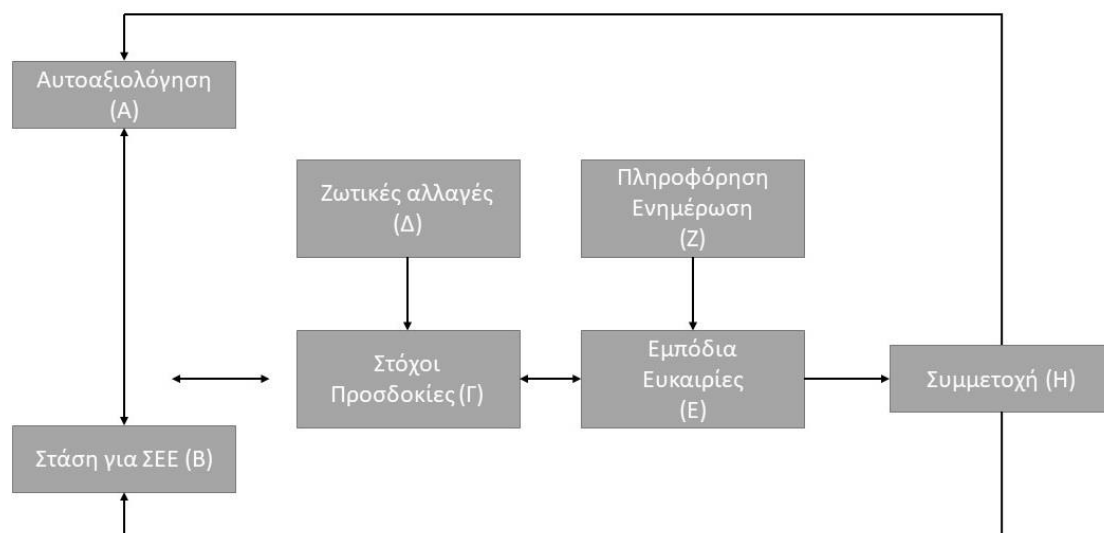 Αυτοαξιολόγηση
(Α)
Ζωτικές αλλαγές
(Δ)
Πληροφόρηση
Ενημέρωση
(Ζ)
Στόχοι
Προσδοκίες (Γ)
Εμπόδια
Ευκαιρίες
(Ε)
Συμμετοχή (Η)
Στάση για ΣΕΕ (Β)